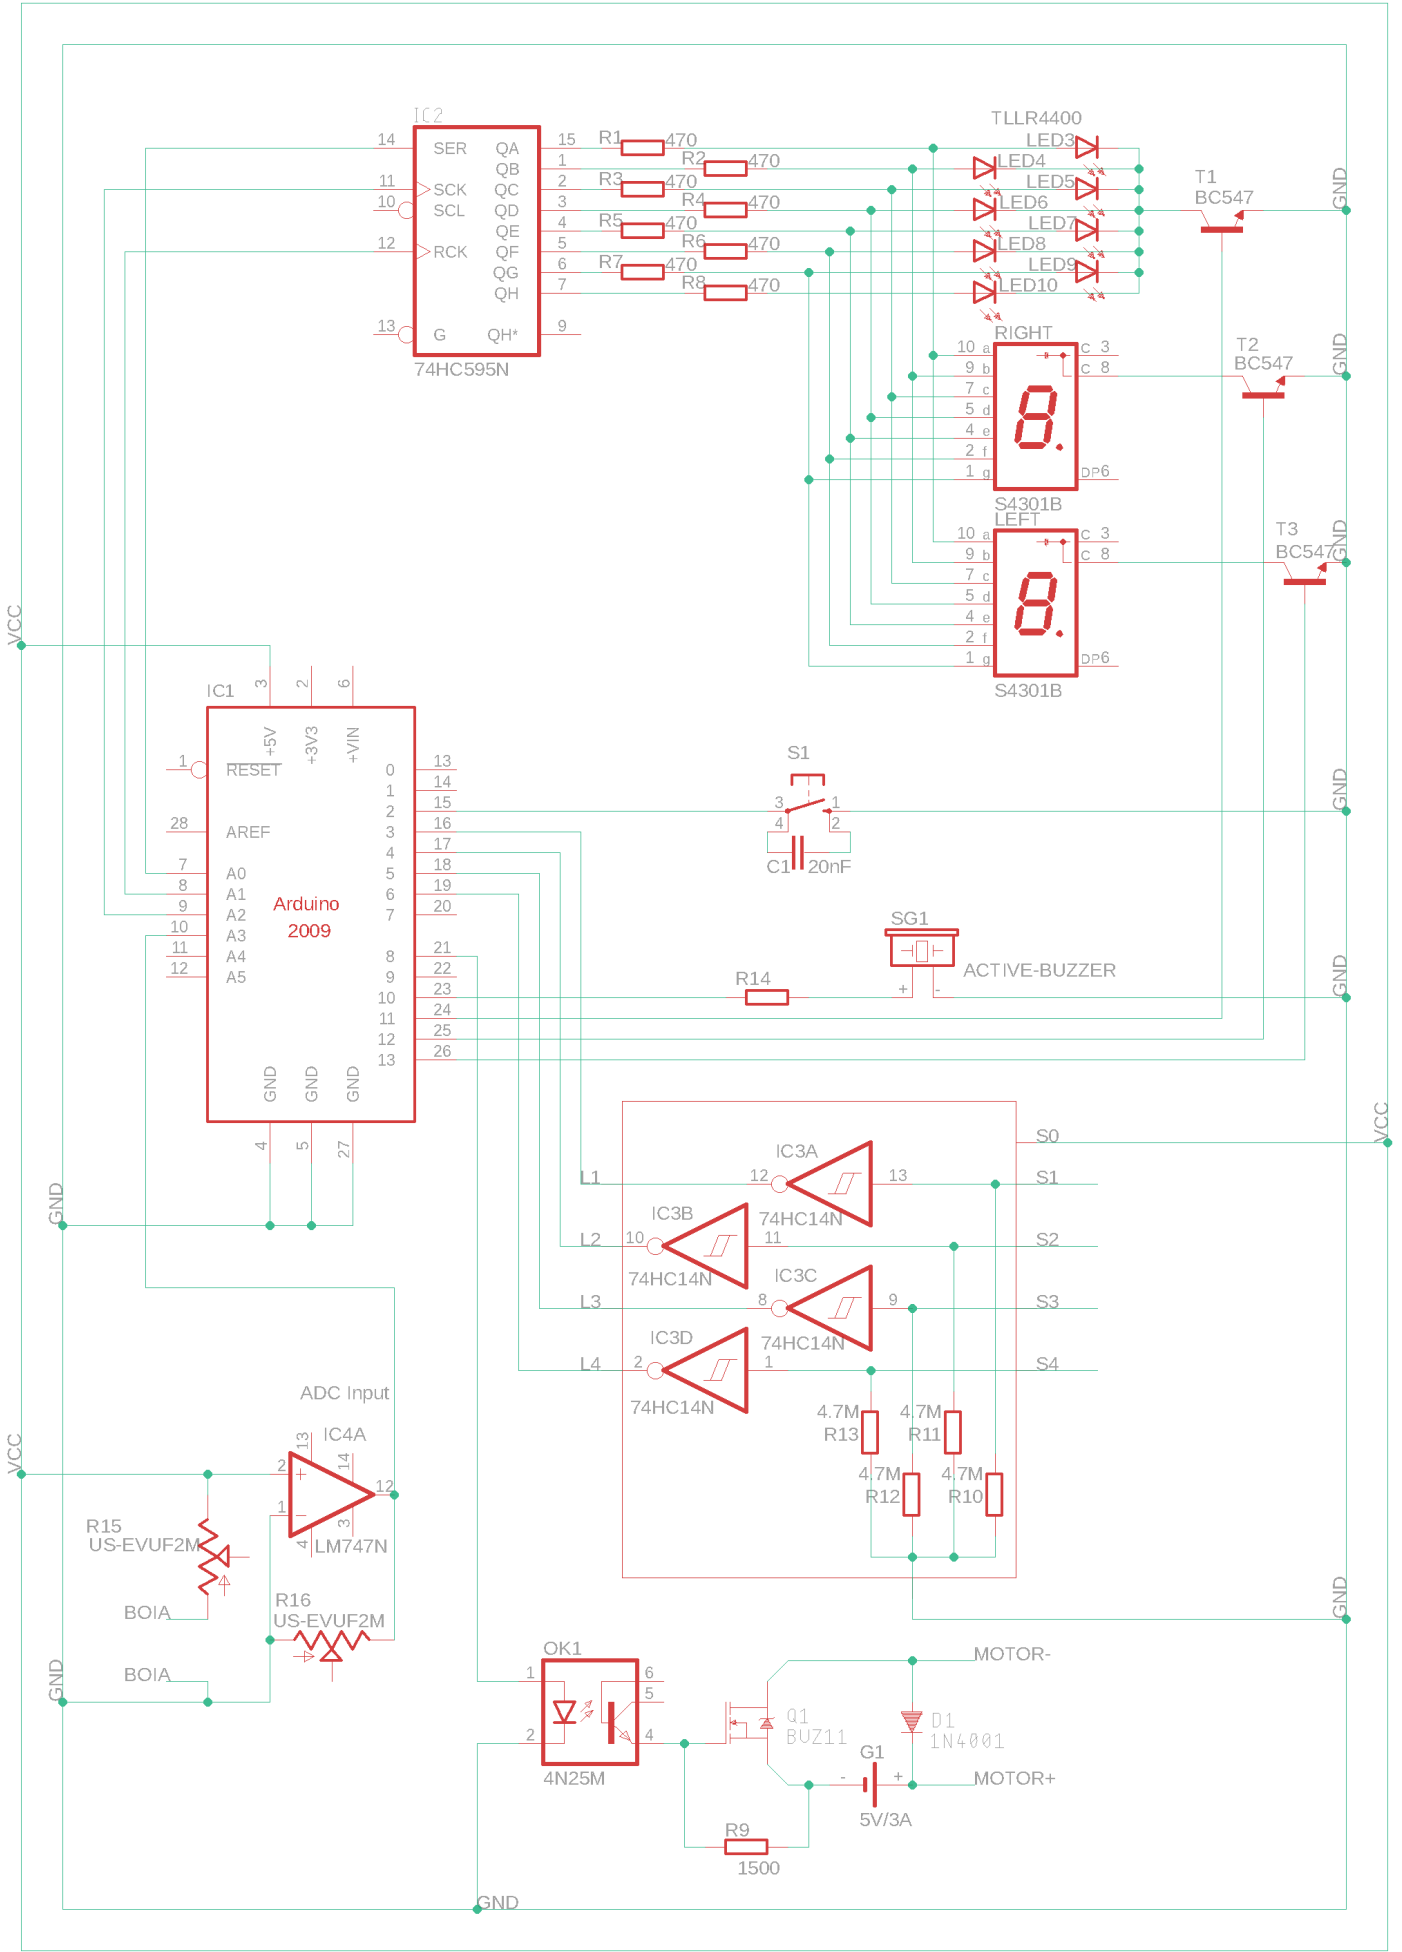 IC2
14 SER QA 15
QB 1
11 SCK QC 2
10 SCL QD 3
QE 4
12 RCK QF 5
QG 6
QH 7
13 G QH* 9
74HC595N
R1 470
R2 470
R3 470
R4 470
R5 470
R6 470
R7 470
R8 470
TLLR4400
LED3
LED4
LED5
LED6
LED7
LED8
LED9
LED10
T1
BC547
GND
T2
BC547
GND
T3
BC547
GND
RIGHT
10 a C 3
9 b C 8
7 c
5 d
4 e
2 f
1 g DP6
S4301B
LEFT
10 a C 3
9 b C 8
7 c
5 d
4 e
2 f
1 g DP6
S4301B
VCC
IC1
3 2 6
+5V +3V3 +VIN
1 RESET 0 13
1 14
2 15
28 AREF 3 16
4 17
7 A0 5 18
8 A1 6 19
9 A2 7 20
10 A3
11 A4 8 21
12 A5 9 22
10 23
11 24
12 25
13 26
Arduino
2009
GND GND GND
4 5 27
GND
S1
3 1
4 2
C1 20nF
GND
SG1
ACTIVE-BUZZER
+ -
R14
GND
VCC
S0
L1 12 IC3A 13 S1
74HC14N
L2 10 IC3B 11 S2
74HC14N
L3 8 IC3C 9 S3
74HC14N
L4 2 IC3D 1 S4
74HC14N
4.7M
R13
4.7M
R11
4.7M
R12
4.7M
R10
GND
ADC Input
IC4A
VCC
13
14
2 +
12
1 -
3
4
LM747N
R15
US-EVUF2M
BOIA
R16
US-EVUF2M
BOIA
GND
OK1
1 6
5
2 4
4N25M
Q1
BUZ11
MOTOR-
D1
1N4001
G1
- +
MOTOR+
5V/3A
R9
1500
GND